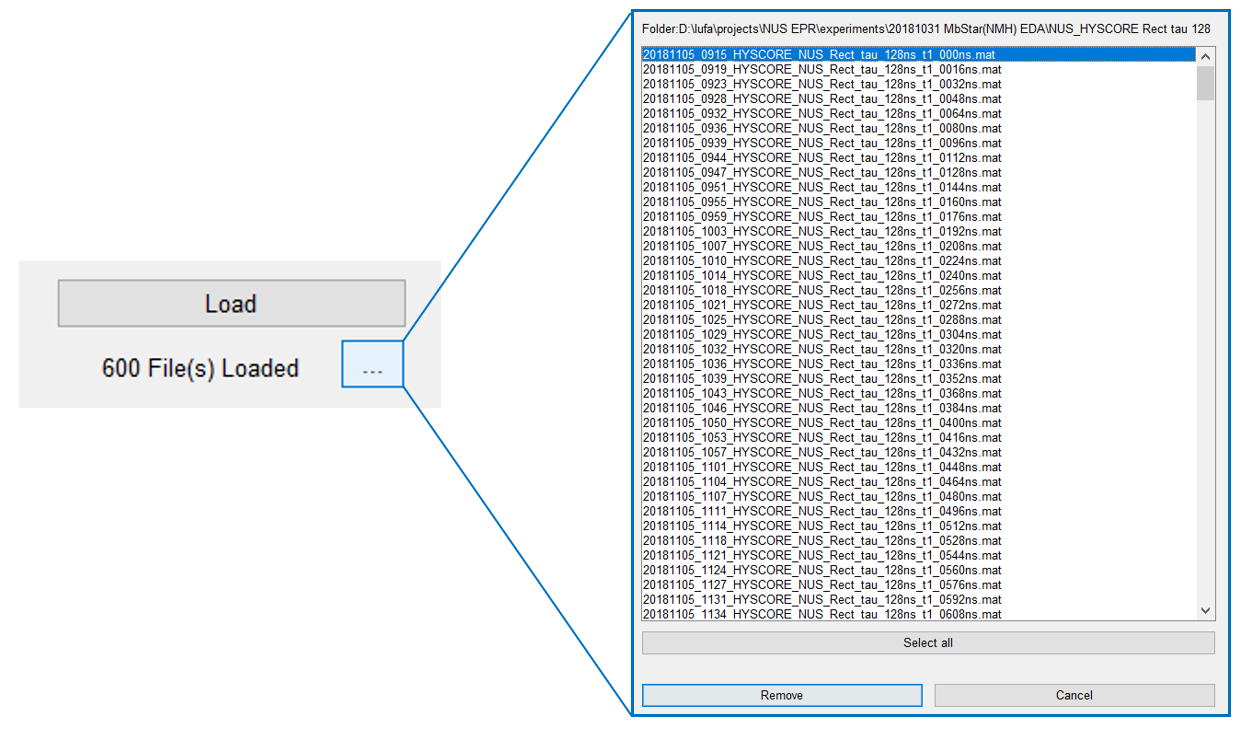 Load
600 File(s) Loaded
...
Folder:D:\lufa\projects\NUS EPR\experiments\20181031 MbStar(NMH) EDA\NUS_HYSCORE Rect tau 128
20181105_0915_HYSCORE_NUS_Rect_tau_128ns_t1_000ns.mat
20181105_0919_HYSCORE_NUS_Rect_tau_128ns_t1_0016ns.mat
20181105_0923_HYSCORE_NUS_Rect_tau_128ns_t1_0032ns.mat
20181105_0928_HYSCORE_NUS_Rect_tau_128ns_t1_0048ns.mat
20181105_0932_HYSCORE_NUS_Rect_tau_128ns_t1_0064ns.mat
20181105_0936_HYSCORE_NUS_Rect_tau_128ns_t1_0080ns.mat
20181105_0939_HYSCORE_NUS_Rect_tau_128ns_t1_0096ns.mat
20181105_0944_HYSCORE_NUS_Rect_tau_128ns_t1_0112ns.mat
20181105_0947_HYSCORE_NUS_Rect_tau_128ns_t1_0128ns.mat
20181105_0951_HYSCORE_NUS_Rect_tau_128ns_t1_0144ns.mat
20181105_0955_HYSCORE_NUS_Rect_tau_128ns_t1_0160ns.mat
20181105_0959_HYSCORE_NUS_Rect_tau_128ns_t1_0176ns.mat
20181105_1003_HYSCORE_NUS_Rect_tau_128ns_t1_0192ns.mat
20181105_1007_HYSCORE_NUS_Rect_tau_128ns_t1_0208ns.mat
20181105_1010_HYSCORE_NUS_Rect_tau_128ns_t1_0224ns.mat
20181105_1014_HYSCORE_NUS_Rect_tau_128ns_t1_0240ns.mat
20181105_1018_HYSCORE_NUS_Rect_tau_128ns_t1_0256ns.mat
20181105_1021_HYSCORE_NUS_Rect_tau_128ns_t1_0272ns.mat
20181105_1025_HYSCORE_NUS_Rect_tau_128ns_t1_0288ns.mat
20181105_1029_HYSCORE_NUS_Rect_tau_128ns_t1_0304ns.mat
20181105_1032_HYSCORE_NUS_Rect_tau_128ns_t1_0320ns.mat
20181105_1036_HYSCORE_NUS_Rect_tau_128ns_t1_0336ns.mat
20181105_1039_HYSCORE_NUS_Rect_tau_128ns_t1_0352ns.mat
20181105_1043_HYSCORE_NUS_Rect_tau_128ns_t1_0368ns.mat
20181105_1046_HYSCORE_NUS_Rect_tau_128ns_t1_0384ns.mat
20181105_1050_HYSCORE_NUS_Rect_tau_128ns_t1_0400ns.mat
20181105_1053_HYSCORE_NUS_Rect_tau_128ns_t1_0416ns.mat
20181105_1057_HYSCORE_NUS_Rect_tau_128ns_t1_0432ns.mat
20181105_1101_HYSCORE_NUS_Rect_tau_128ns_t1_0448ns.mat
20181105_1104_HYSCORE_NUS_Rect_tau_128ns_t1_0464ns.mat
20181105_1107_HYSCORE_NUS_Rect_tau_128ns_t1_0480ns.mat
20181105_1111_HYSCORE_NUS_Rect_tau_128ns_t1_0496ns.mat
20181105_1114_HYSCORE_NUS_Rect_tau_128ns_t1_0512ns.mat
20181105_1118_HYSCORE_NUS_Rect_tau_128ns_t1_0528ns.mat
20181105_1121_HYSCORE_NUS_Rect_tau_128ns_t1_0544ns.mat
20181105_1124_HYSCORE_NUS_Rect_tau_128ns_t1_0560ns.mat
20181105_1127_HYSCORE_NUS_Rect_tau_128ns_t1_0576ns.mat
20181105_1131_HYSCORE_NUS_Rect_tau_128ns_t1_0592ns.mat
20181105_1134_HYSCORE_NUS_Rect_tau_128ns_t1_0608ns.mat
Select all
Remove
Cancel